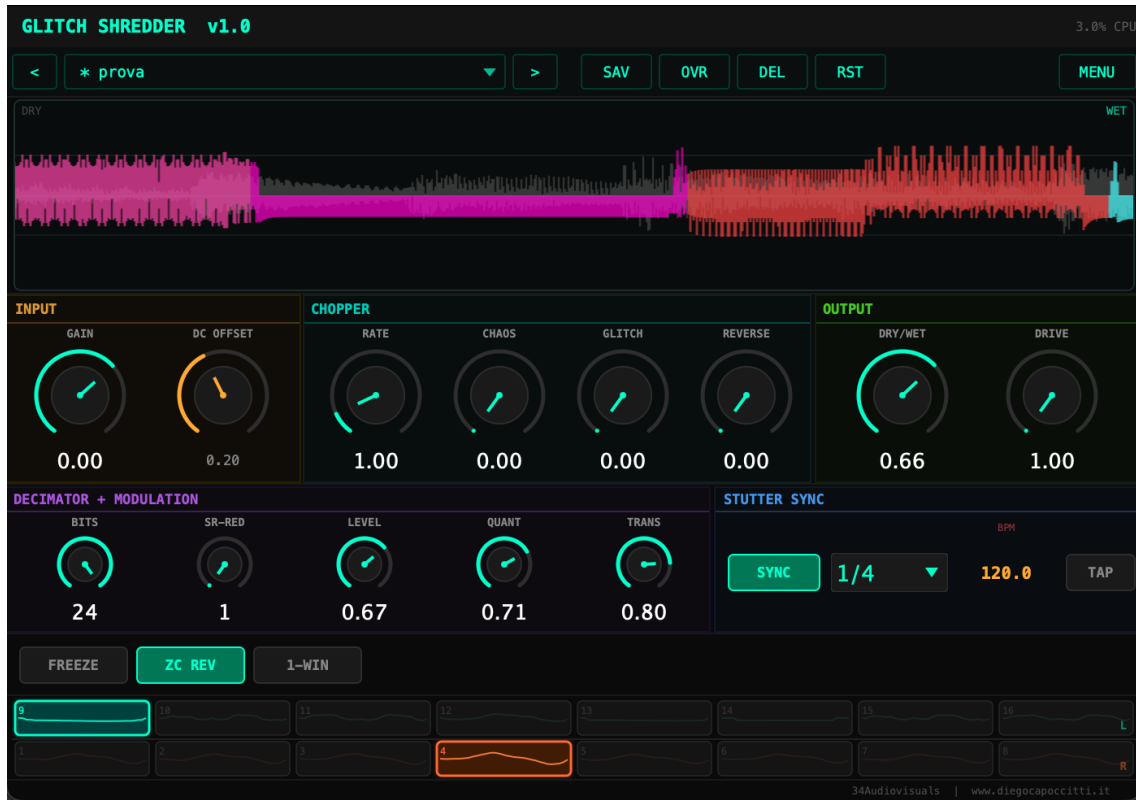 GLITCH SHREDDER v1.0
3.0% CPU
< * prova > SAV OVR DEL RST MENU
DRY WET
INPUT CHOPPER OUTPUT
GAIN DC OFFSET RATE CHAOS GLITCH REVERSE DRY/WET DRIVE
0.00 0.20 1.00 0.00 0.00 0.00 0.66 1.00
DECIMATOR + MODULATION STUTTER SYNC
BITS SR-RED LEVEL QUANT TRANS BPM
SYNC 1/4 120.0 TAP
24 1 0.67 0.71 0.80
FREEZE ZC REV 1-WIN
9 10 11 12 13 14 15 16 L
1 2 3 4 5 6 7 8 R
34Audiovisuals | www.diegocapoccitti.it